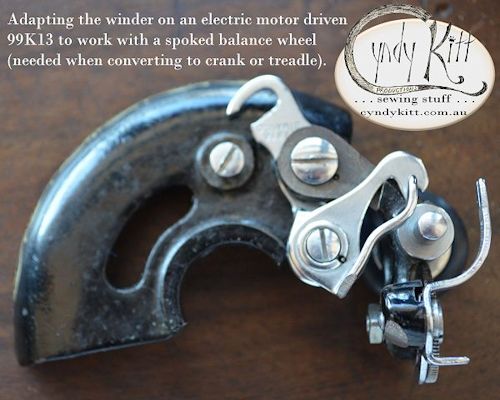 Adapting the winder on an electric motor driven
99K13 to work with a spoked balance wheel
(needed when converting to crank or treadle).
Cyndy Kitt
PRODUCTIONS
... sewing stuff ...
cyndykitt.com.au